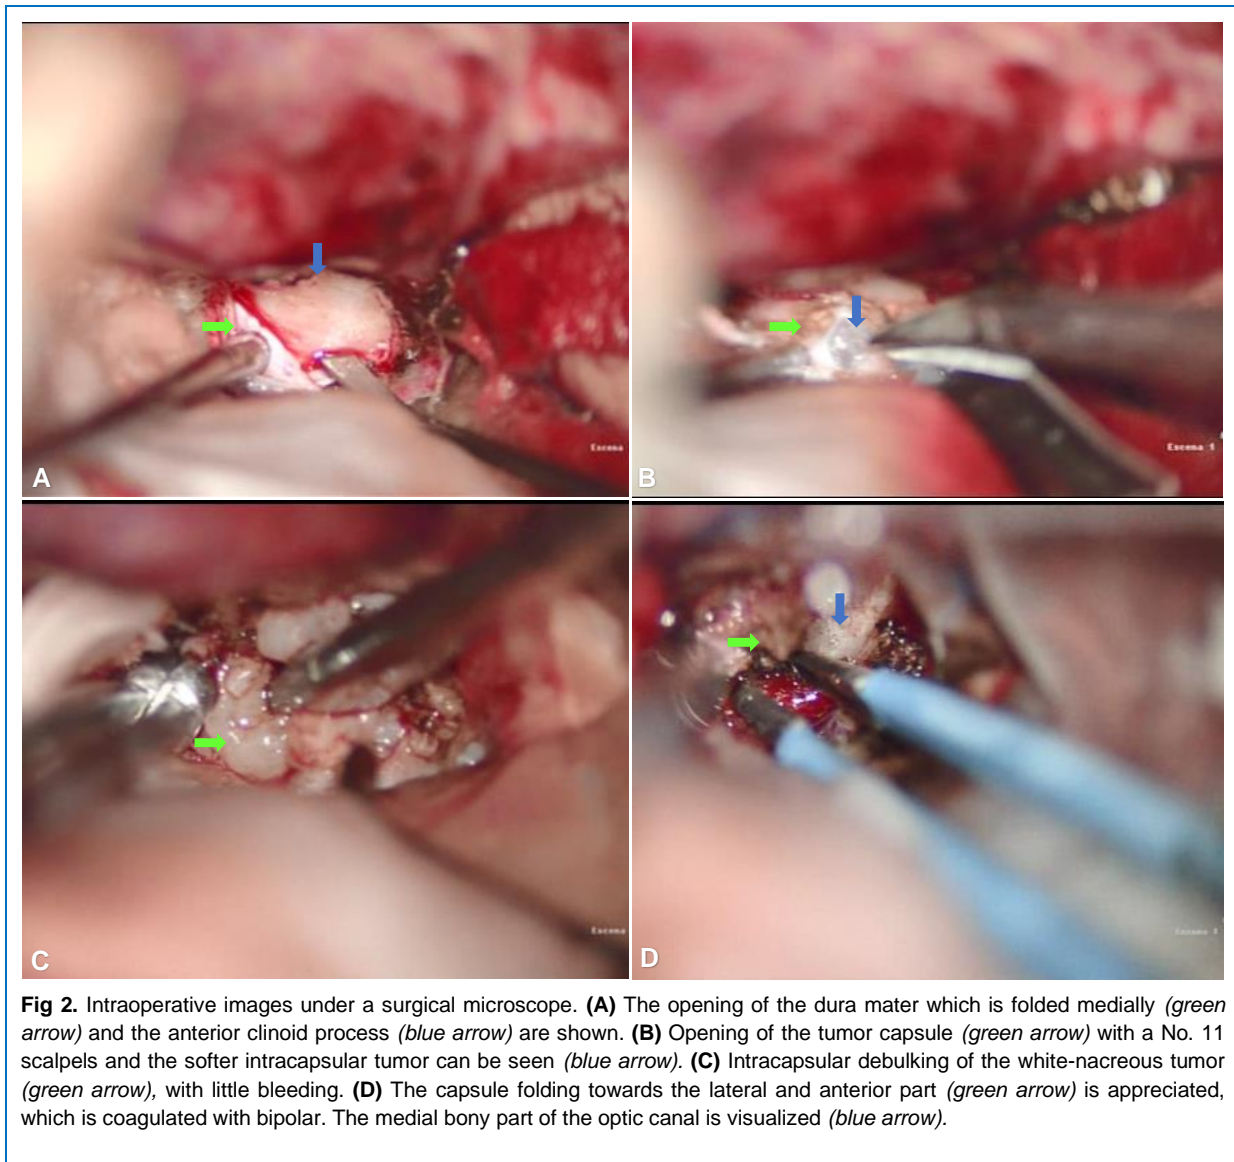 Escena
A
Escena 1
B
Escena
C
D
Fig 2. Intraoperative images under a surgical microscope. (A) The opening of the dura mater which is folded medially (green
arrow) and the anterior clinoid process (blue arrow) are shown. (B) Opening of the tumor capsule (green arrow) with a No. 11
scalpels and the softer intracapsular tumor can be seen (blue arrow). (C) Intracapsular debulking of the white-nacreous tumor
(green arrow), with little bleeding. (D) The capsule folding towards the lateral and anterior part (green arrow) is appreciated,
which is coagulated with bipolar. The medial bony part of the optic canal is visualized (blue arrow).